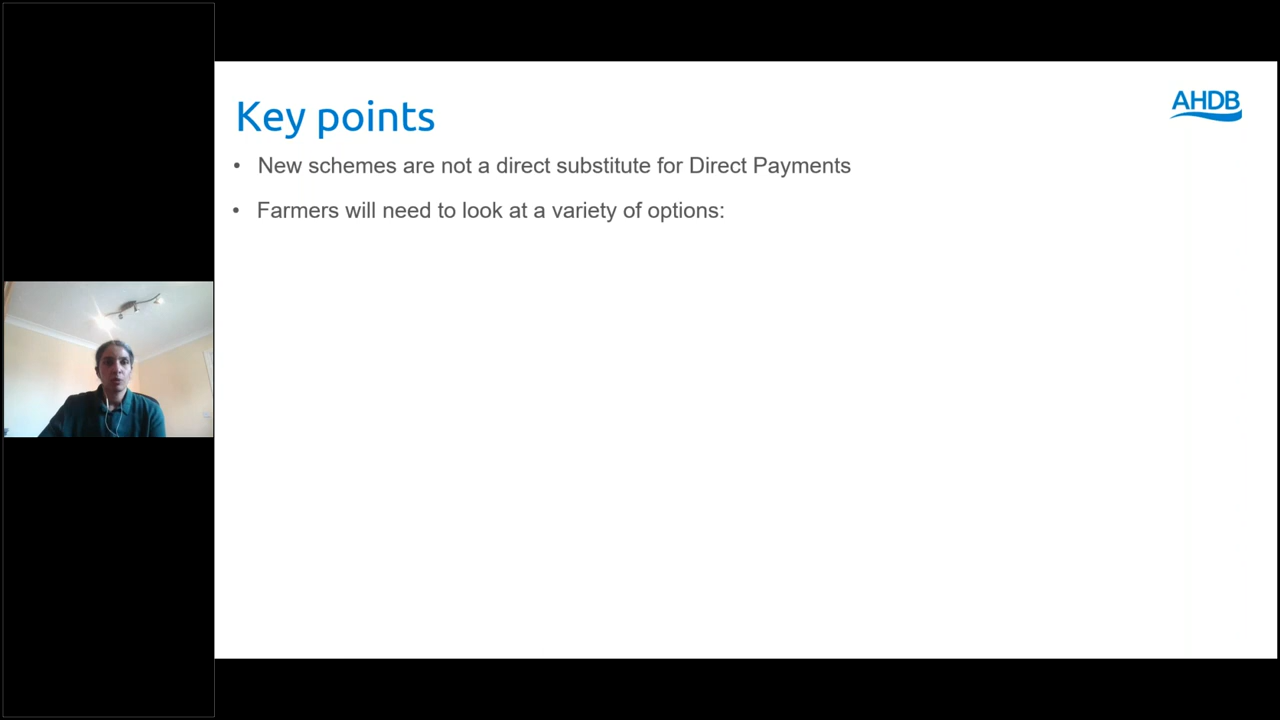 Key points
AHDB
• New schemes are not a direct substitute for Direct Payments
• Farmers will need to look at a variety of options: